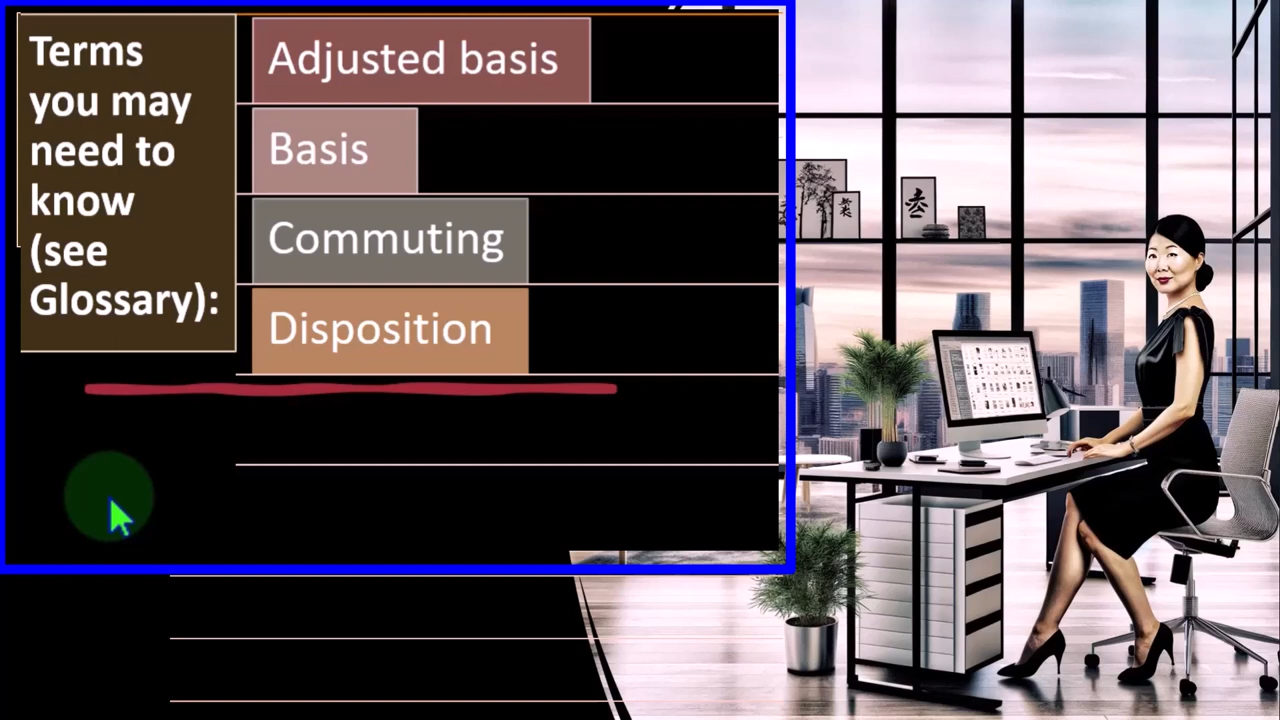 Terms
you may
need to
know
(see
Glossary):
Adjusted basis
Basis
Commuting
Disposition